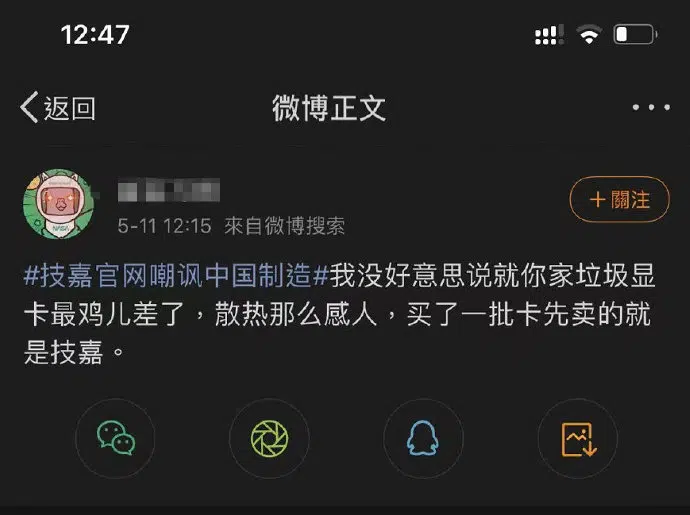 12:47
返回
微博正文
5-11 12:15 來自微博搜索
＋關注
#技嘉官网嘲讽中国制造#我没好意思说就你家垃圾显
卡最鸡儿差了，散热那么感人，买了一批卡先卖的就
是技嘉。
NASA